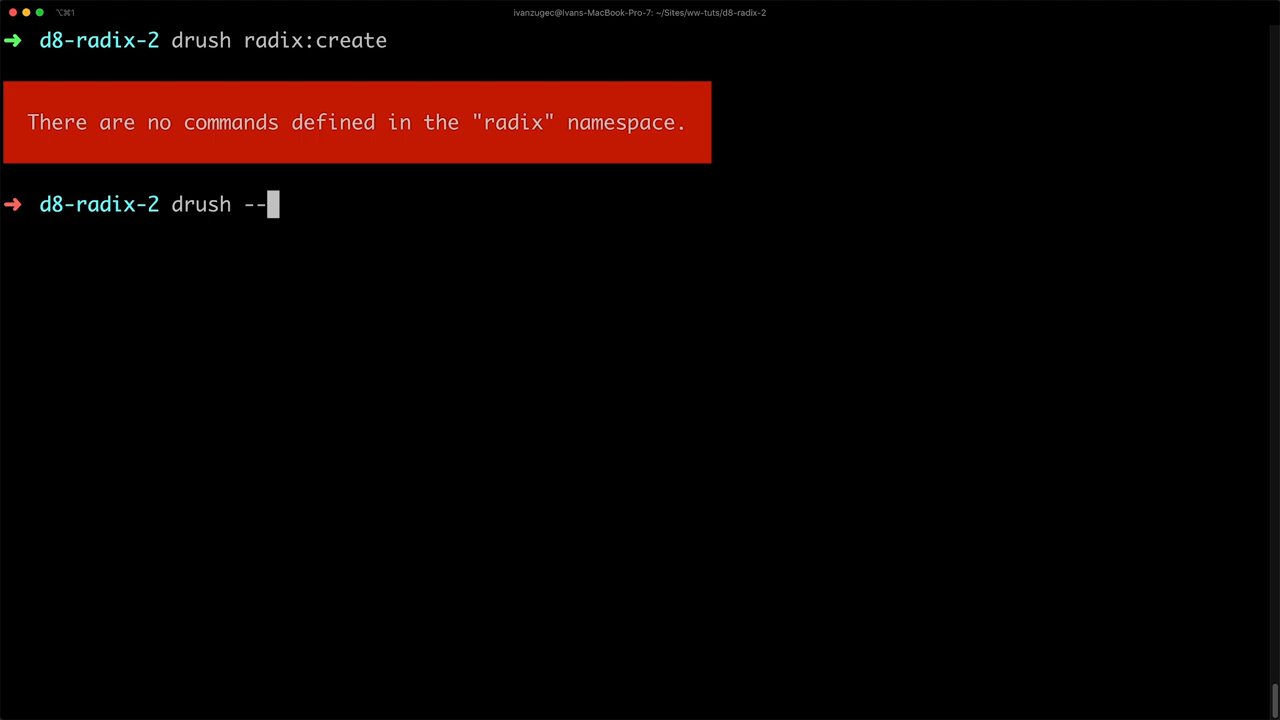 ⌥⌘1
ivanzugec@Ivans-MacBook-Pro-7: ~/Sites/ww-tuts/d8-radix-2
➜ d8-radix-2 drush radix:create
There are no commands defined in the "radix" namespace.
➜ d8-radix-2 drush --